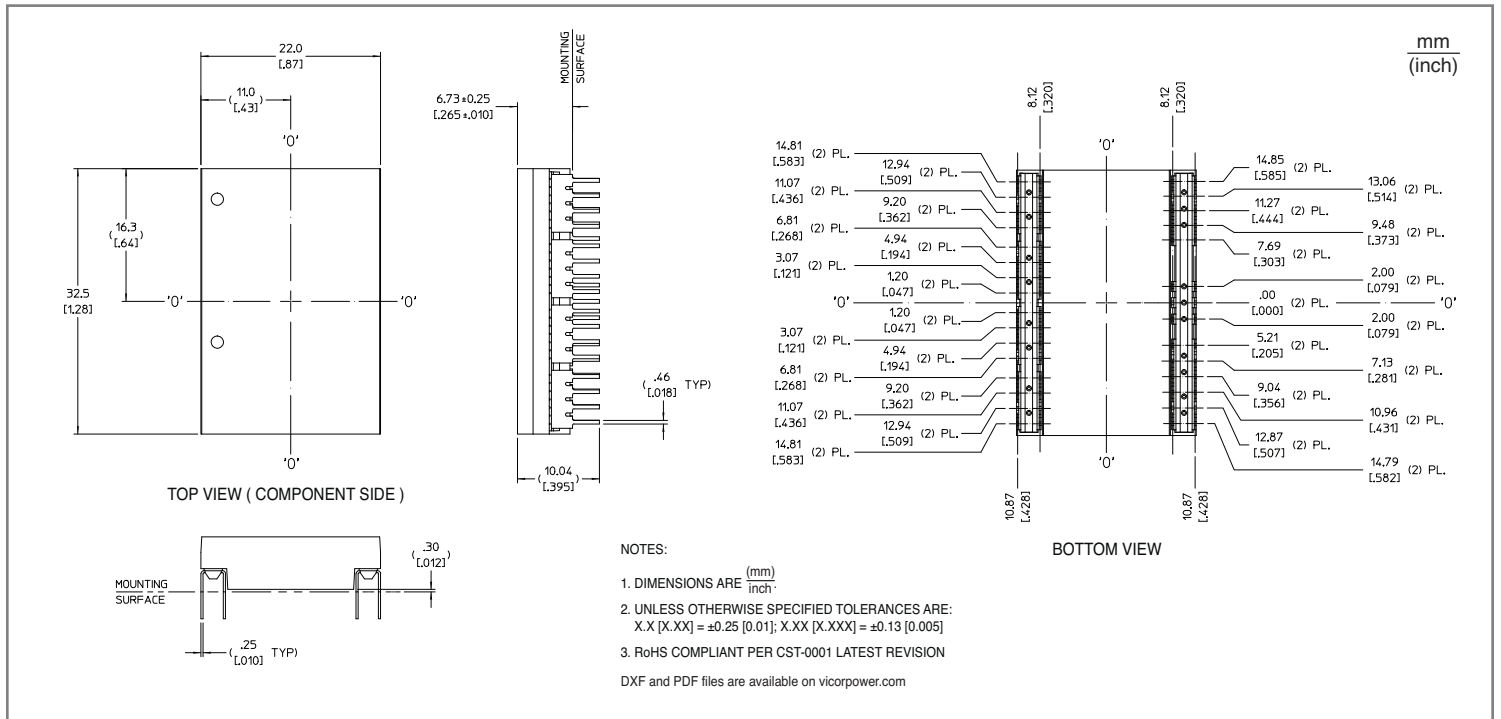 mm
(inch)
22.0
[.87]
( 11.0
[.43] )
'0'
( 16.3
[.64] )
32.5
[1.28]
'0'
'0'
'0'
TOP VIEW ( COMPONENT SIDE )
MOUNTING
SURFACE
6.73 ±0.25
[.265 ±.010]
( .46
[.018] TYP)
( 10.04
[.395] )
MOUNTING
SURFACE
( .30
[.012] )
( .25
[.010] TYP)
8.12
[.320]
8.12
[.320]
'0'
14.81
[.583] (2) PL.
12.94
[.509] (2) PL.
11.07
[.436] (2) PL.
9.20
[.362] (2) PL.
6.81
[.268] (2) PL.
4.94
[.194] (2) PL.
3.07
[.121] (2) PL.
1.20
[.047] (2) PL.
'0'
1.20
[.047] (2) PL.
3.07
[.121] (2) PL.
4.94
[.194] (2) PL.
6.81
[.268] (2) PL.
9.20
[.362] (2) PL.
11.07
[.436] (2) PL.
12.94
[.509] (2) PL.
14.81
[.583] (2) PL.
14.85
[.585] (2) PL.
13.06
[.514] (2) PL.
11.27
[.444] (2) PL.
9.48
[.373] (2) PL.
7.69
[.303] (2) PL.
2.00
[.079] (2) PL.
.00
[.000] (2) PL.
'0'
2.00
[.079] (2) PL.
5.21
[.205] (2) PL.
7.13
[.281] (2) PL.
9.04
[.356] (2) PL.
10.96
[.431] (2) PL.
12.87
[.507] (2) PL.
14.79
[.582] (2) PL.
'0'
10.87
[.428]
10.87
[.428]
BOTTOM VIEW
NOTES:
1. DIMENSIONS ARE (mm)
inch.
2. UNLESS OTHERWISE SPECIFIED TOLERANCES ARE:
X.X [X.XX] = ±0.25 [0.01]; X.XX [X.XXX] = ±0.13 [0.005]
3. RoHS COMPLIANT PER CST-0001 LATEST REVISION
DXF and PDF files are available on vicorpower.com